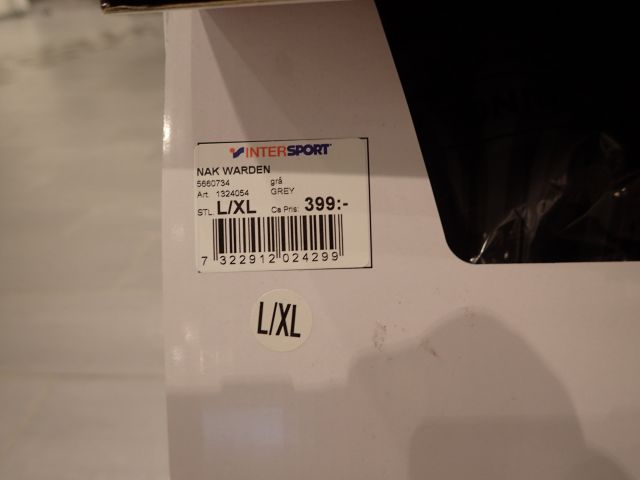 INTERSPORT
NAK WARDEN
5660734 grå
Art. 1324054 GREY
STL. L/XL Ca Pris: 399:-
7 322912 024299
L/XL